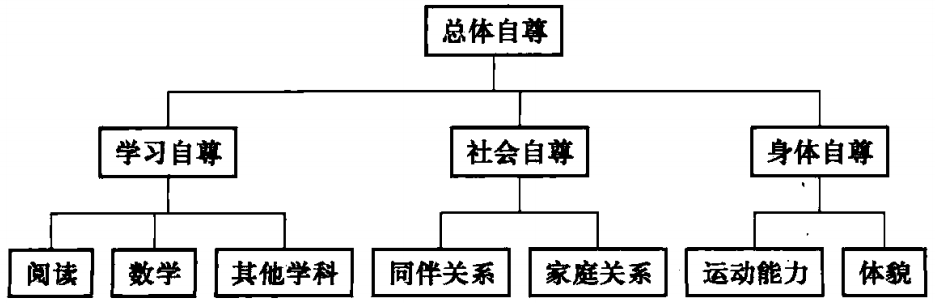 总体自尊
学习自尊
社会自尊
身体自尊
阅读
数学
其他学科
同伴关系
家庭关系
运动能力
体貌